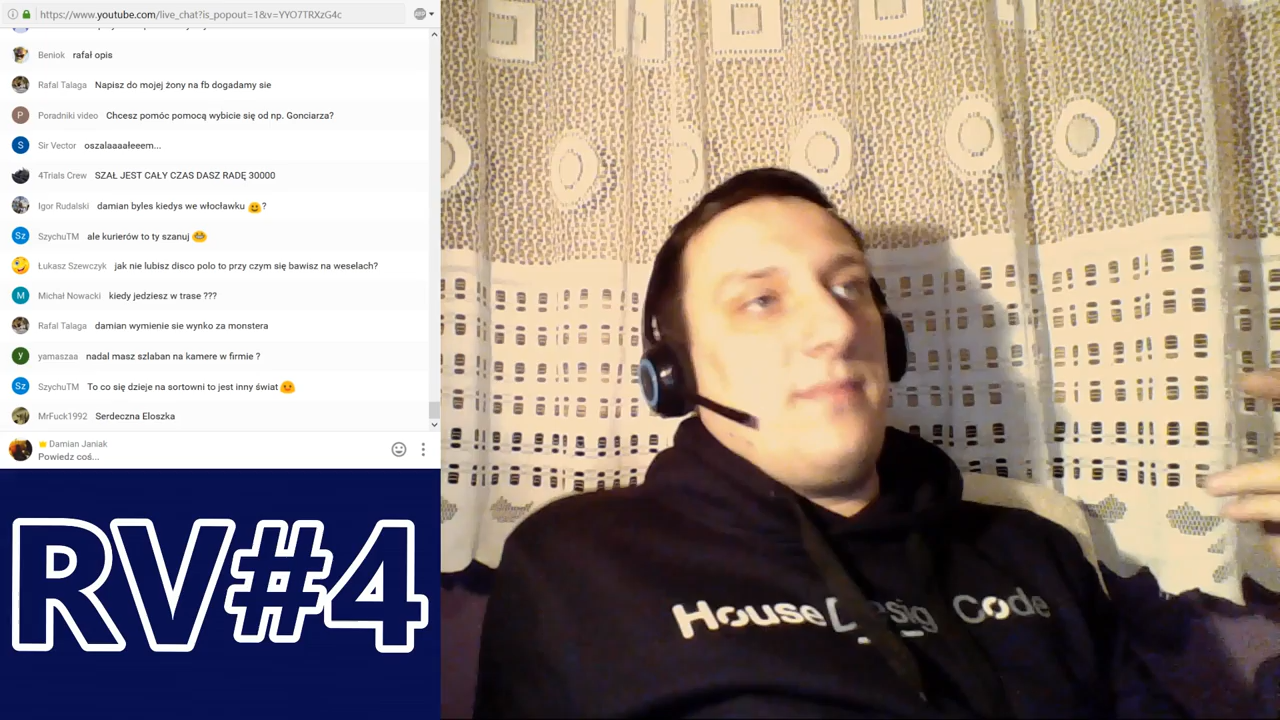 https://www.youtube.com/live_chat?is_popout=1&v=YYO7TRXzG4c
Beniok rafał opis
Rafal Talaga Napisz do mojej żony na fb dogadamy sie
P Poradniki video Chcesz pomóc pomocą wybicie się od np. Gonciarza?
S Sir Vector oszalaaaałeeem...
4Trials Crew SZAŁ JEST CAŁY CZAS DASZ RADĘ 30000
Igor Rudalski damian byles kiedys we włocławku ?
Sz SzychuTM ale kurierów to ty szanuj
Łukasz Szewczyk jak nie lubisz disco polo to przy czym się bawisz na weselach?
M Michał Nowacki kiedy jedziesz w trase ???
Rafal Talaga damian wymienie sie wynko za monstera
y yamaszaa nadal masz szlaban na kamere w firmie ?
Sz SzychuTM To co się dzieje na sortowni to jest inny świat
MrFuck1992 Serdeczna Eloszka
Damian Janiak
Powiedz coś...
RV#4
House Code